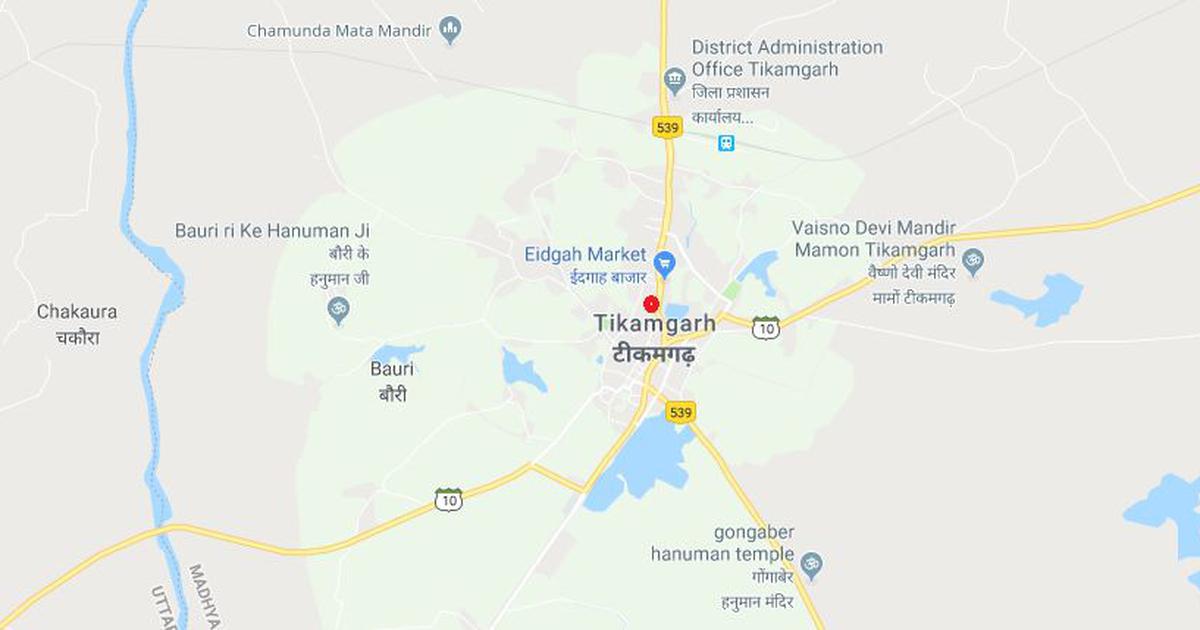 Chamunda Mata Mandir
District Administration
Office Tikamgarh
जिला प्रशासन
कार्यालय...
539
Bauri ri Ke Hanuman Ji
बौरी के
हनुमान जी
Vaisno Devi Mandir
Mamon Tikamgarh
वैष्णो देवी मंदिर
मामों टीकमगढ़
Eidgah Market
ईदगाह बाजार
Chakaura
चकौरा
Tikamgarh
टीकमगढ़
10
Bauri
बौरी
539
10
gongaber
hanuman temple
गोंगाबेर
हनुमान मंदिर
MADHYA
UTTAR